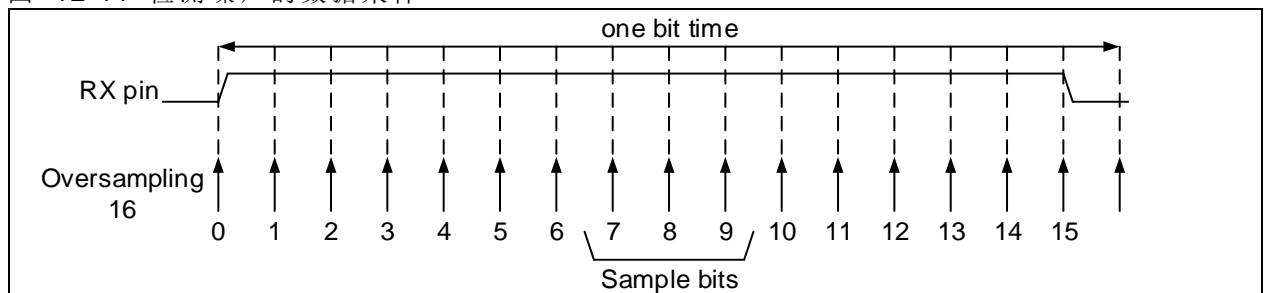 one bit time
RX pin
Oversampling
16
0 1 2 3 4 5 6 7 8 9 10 11 12 13 14 15
Sample bits